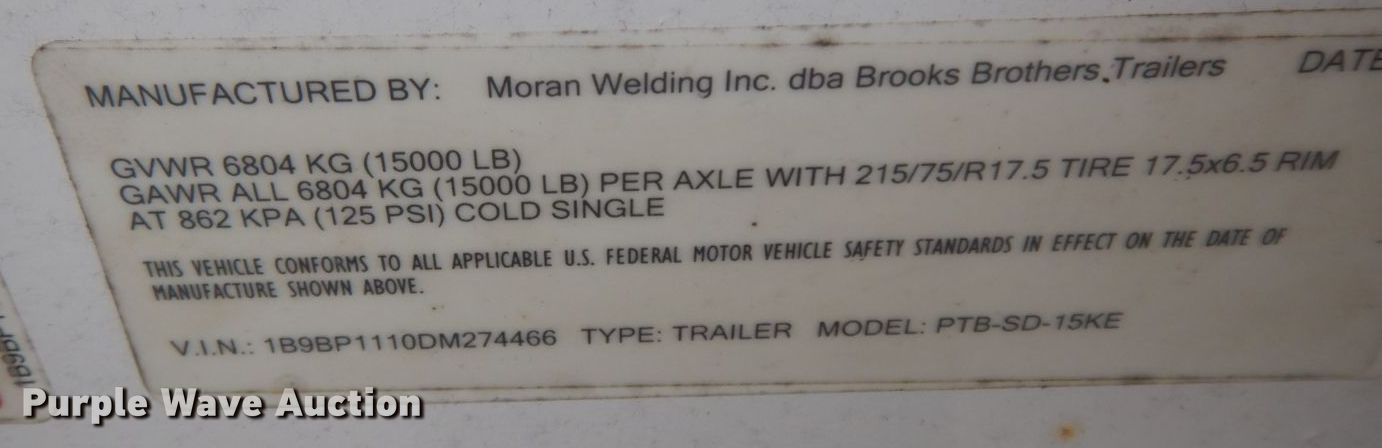 MANUFACTURED BY: Moran Welding Inc. dba Brooks Brothers Trailers DATE
GVWR 6804 KG (15000 LB)
GAWR ALL 6804 KG (15000 LB) PER AXLE WITH 215/75/R17.5 TIRE 17.5x6.5 RIM
AT 862 KPA (125 PSI) COLD SINGLE
THIS VEHICLE CONFORMS TO ALL APPLICABLE U.S. FEDERAL MOTOR VEHICLE SAFETY STANDARDS IN EFFECT ON THE DATE OF
MANUFACTURE SHOWN ABOVE.
V.I.N.: 1B9BP1110DM274466 TYPE: TRAILER MODEL: PTB-SD-15KE
Purple Wave Auction